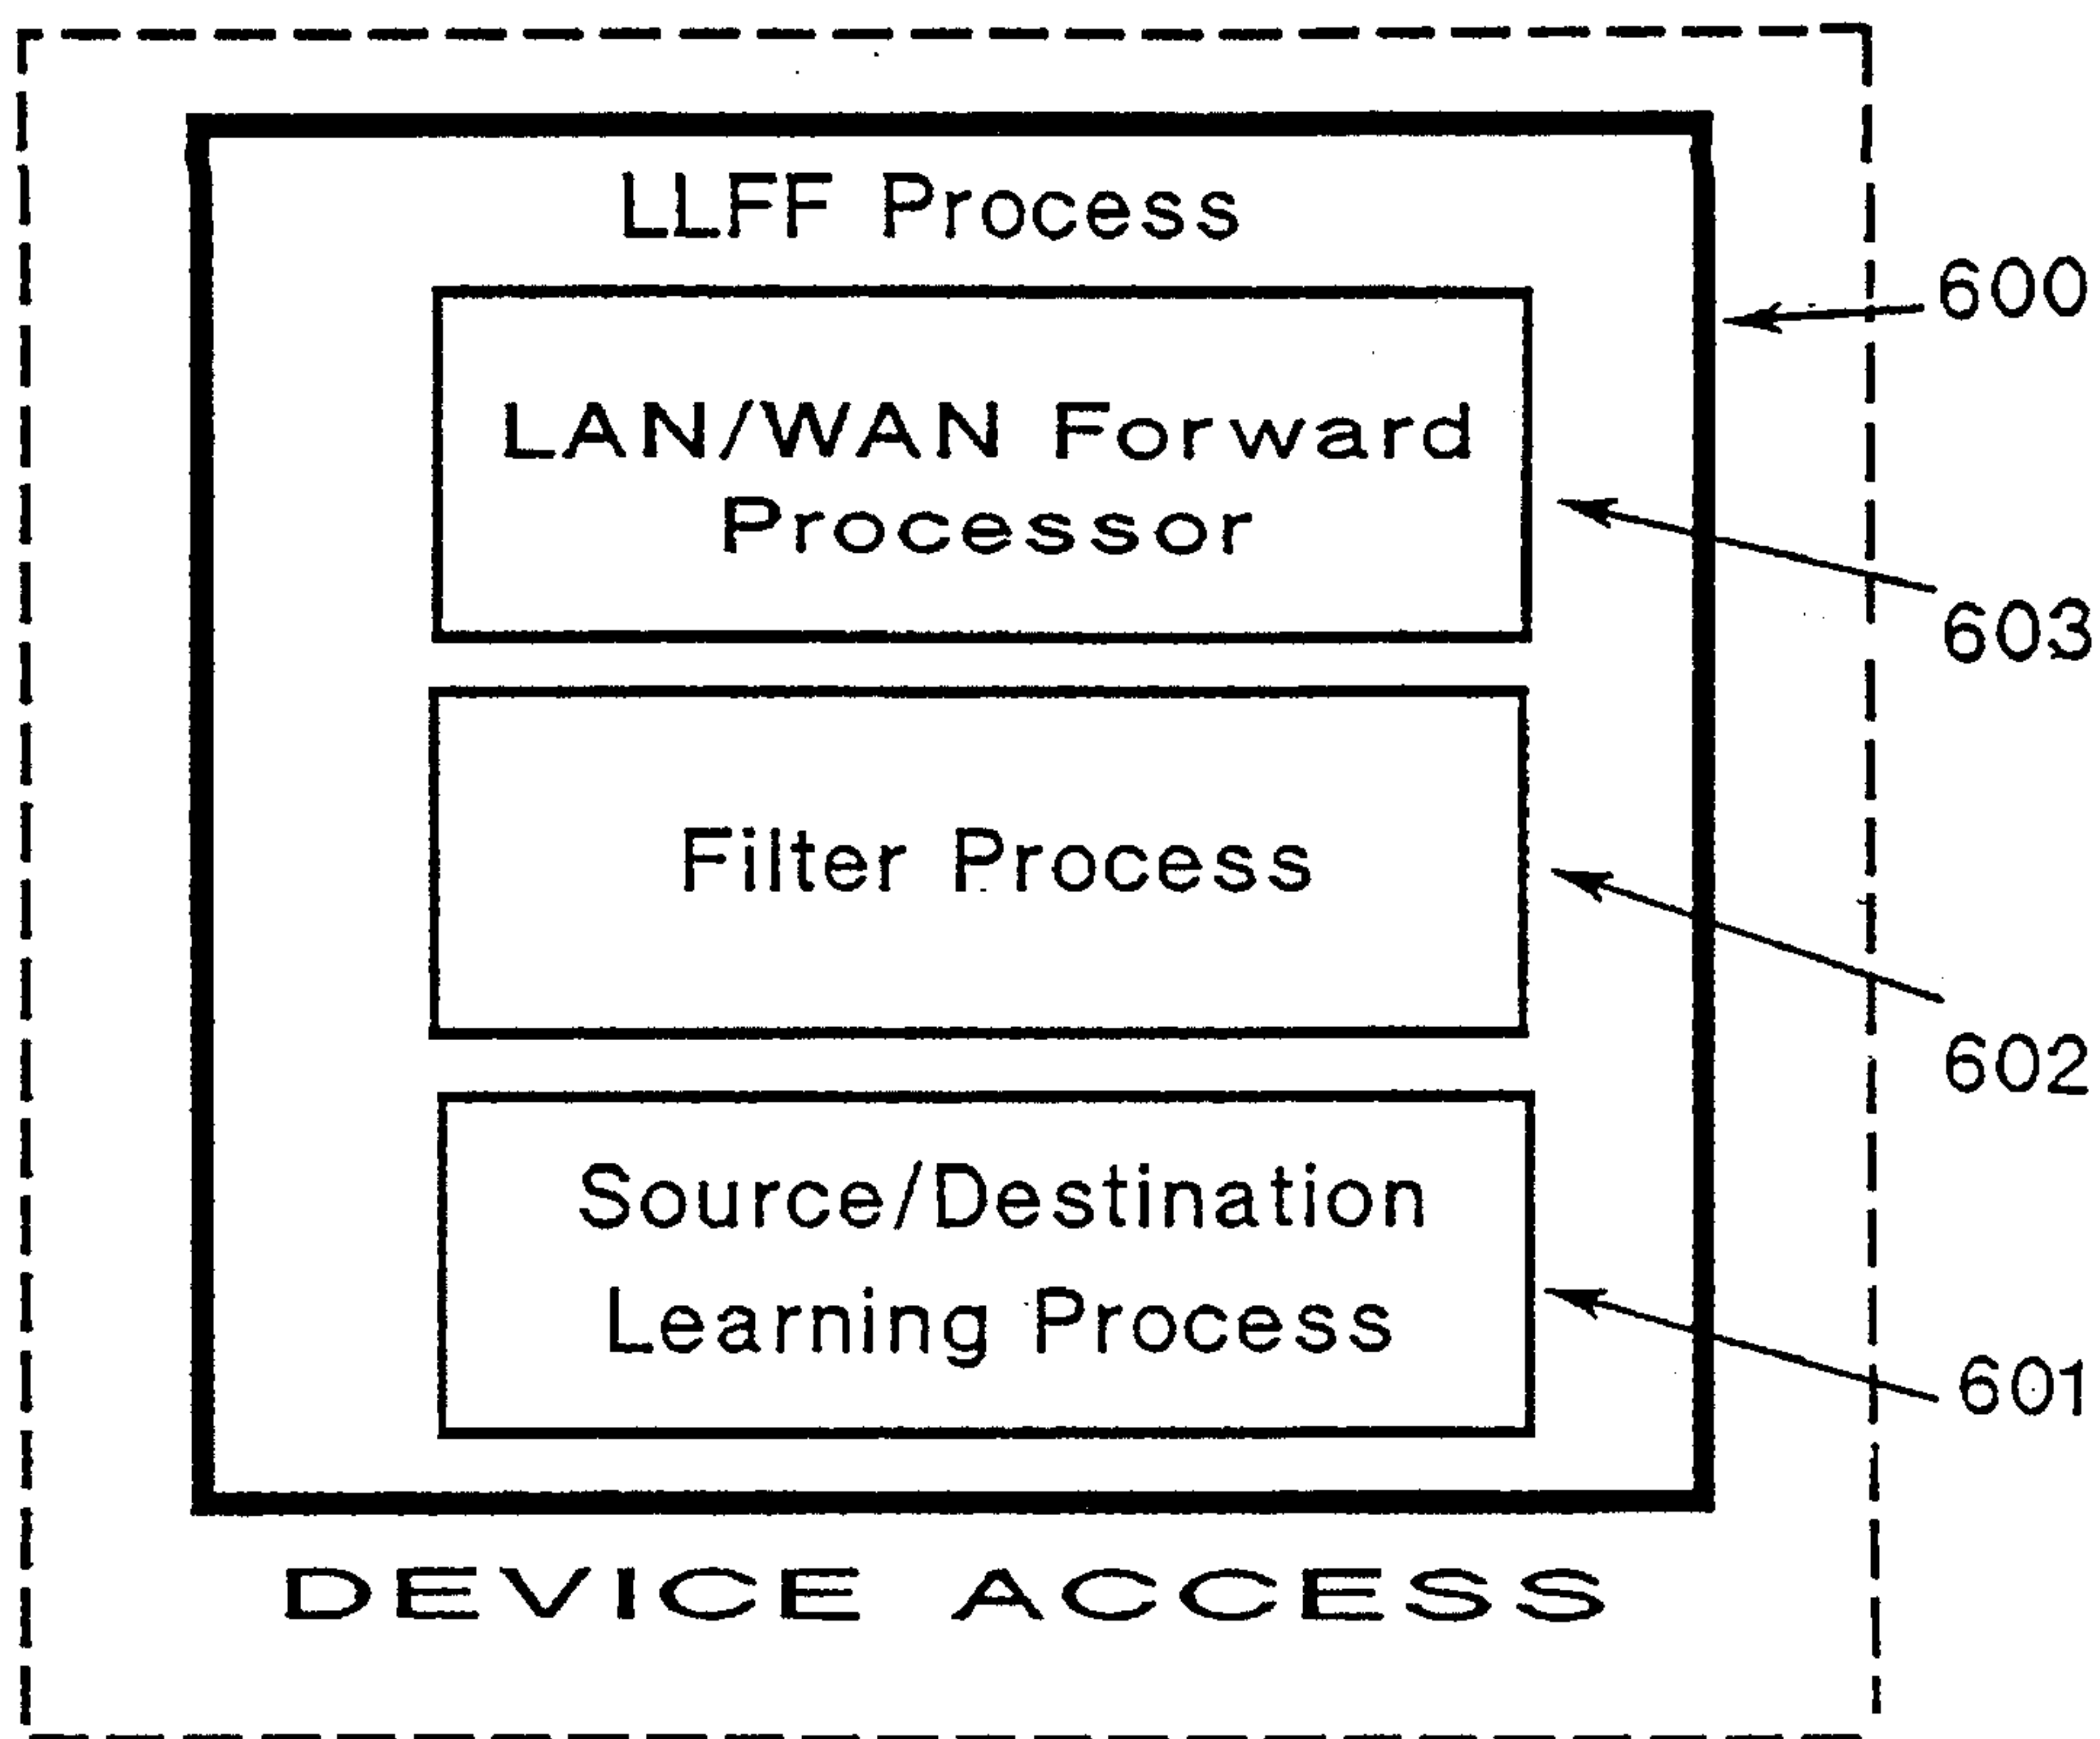 LLFF Process
600
LAN/WAN Forward
Processor
603
Filter Process
602
Source/Destination
Learning Process
601
DEVICE ACCESS